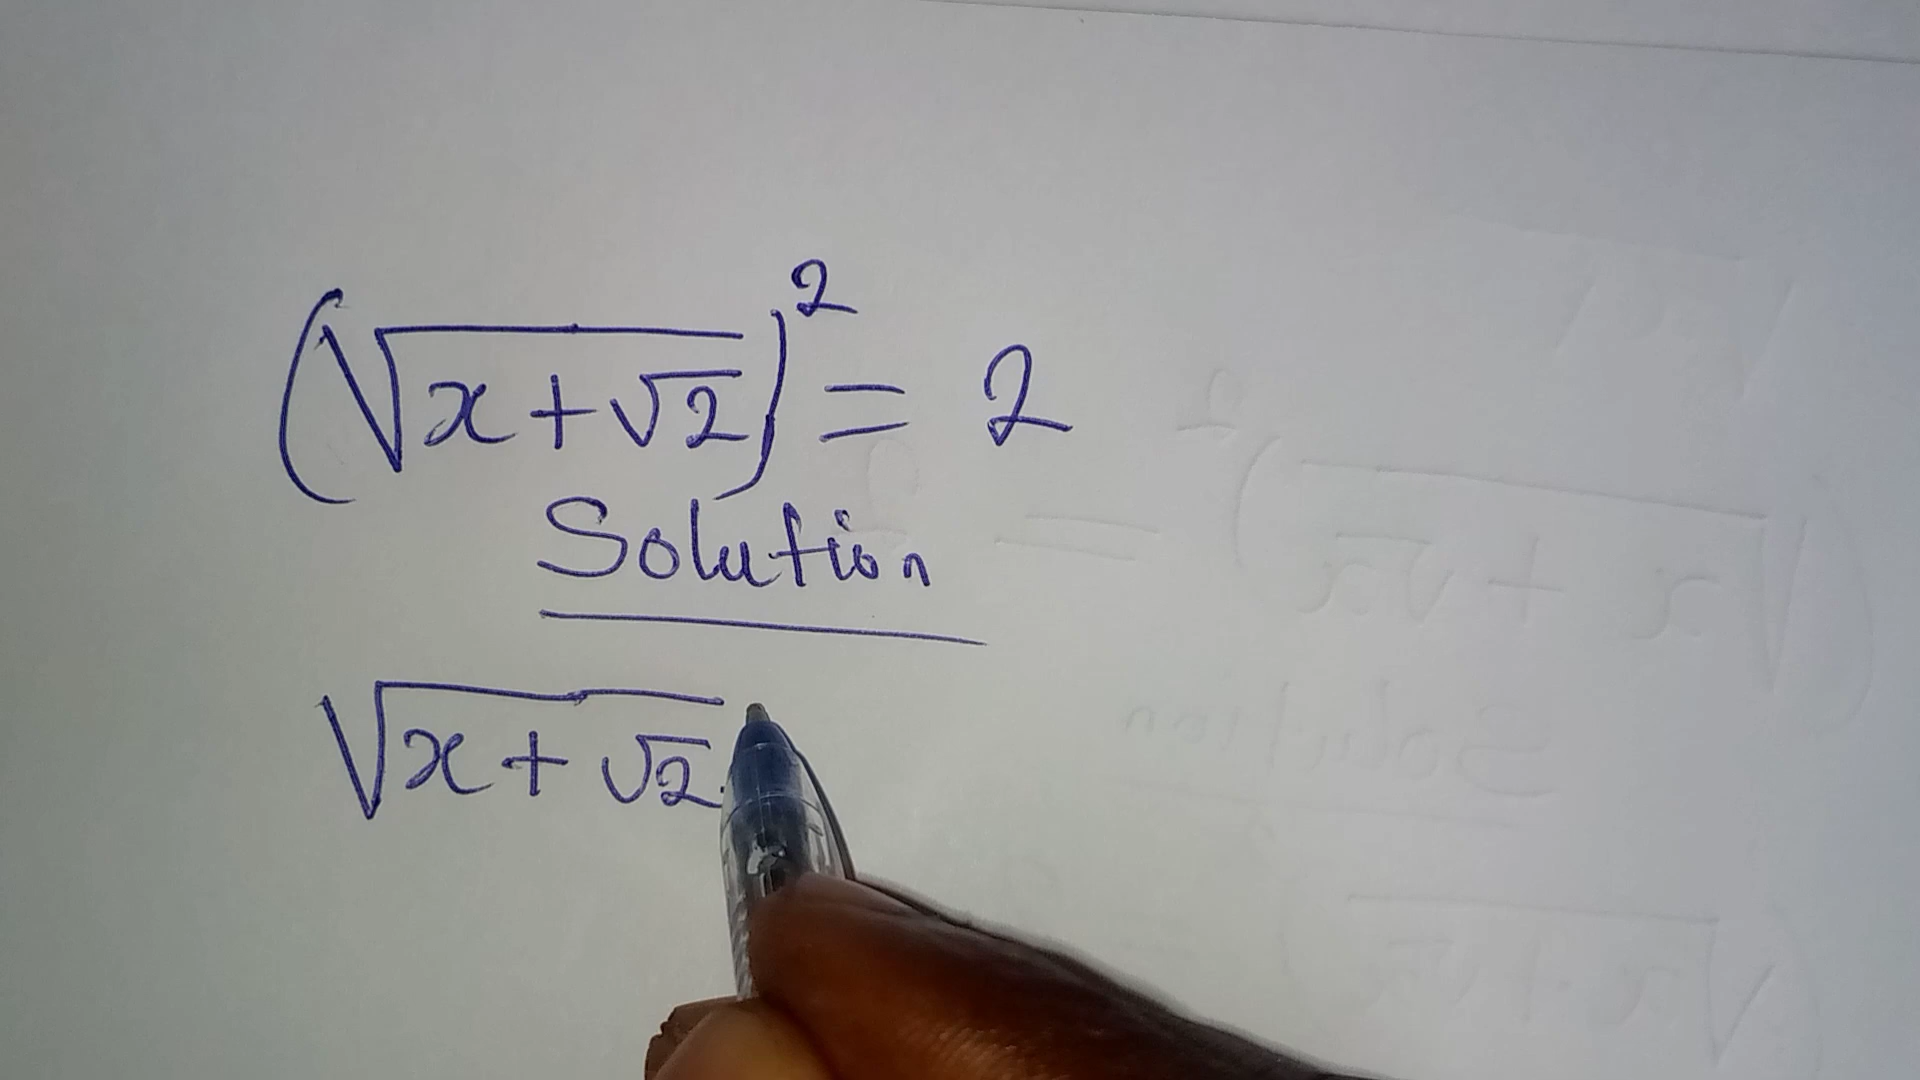 (√(x+√2))² = 2
Solution
√(x+√2)